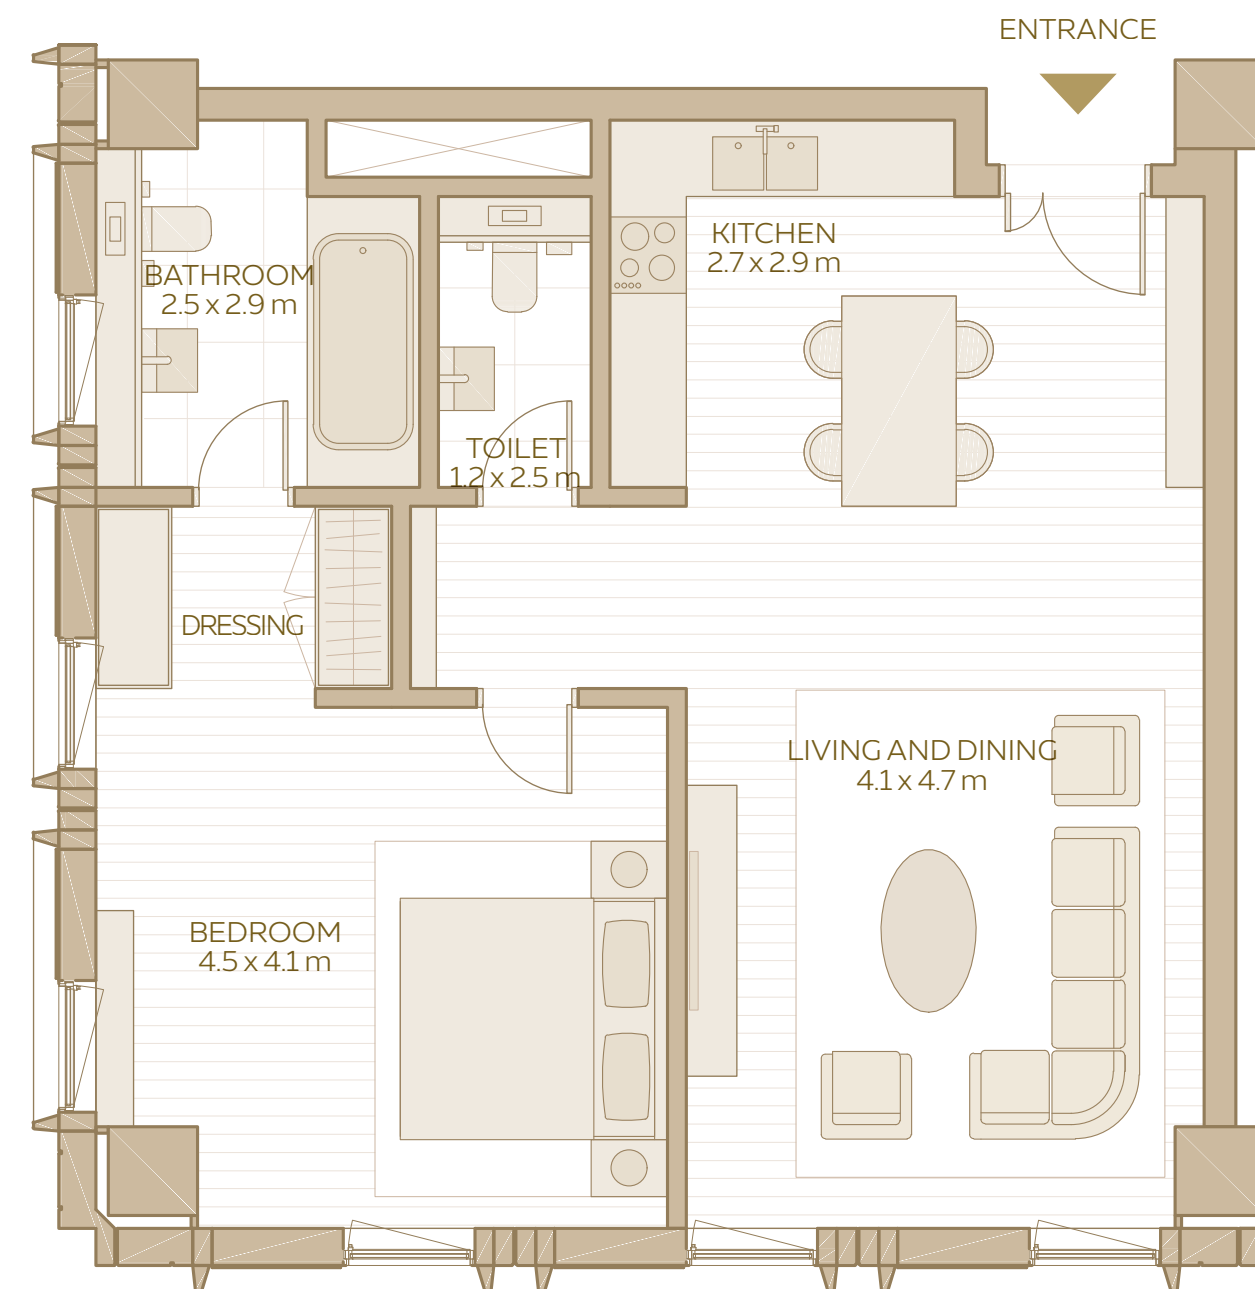 ENTRANCE
KITCHEN
2.7 x 2.9 m
BATHROOM
2.5 x 2.9 m
TOILET
1.2 x 2.5 m
DRESSING
LIVING AND DINING
4.1 x 4.7 m
BEDROOM
4.5 x 4.1 m